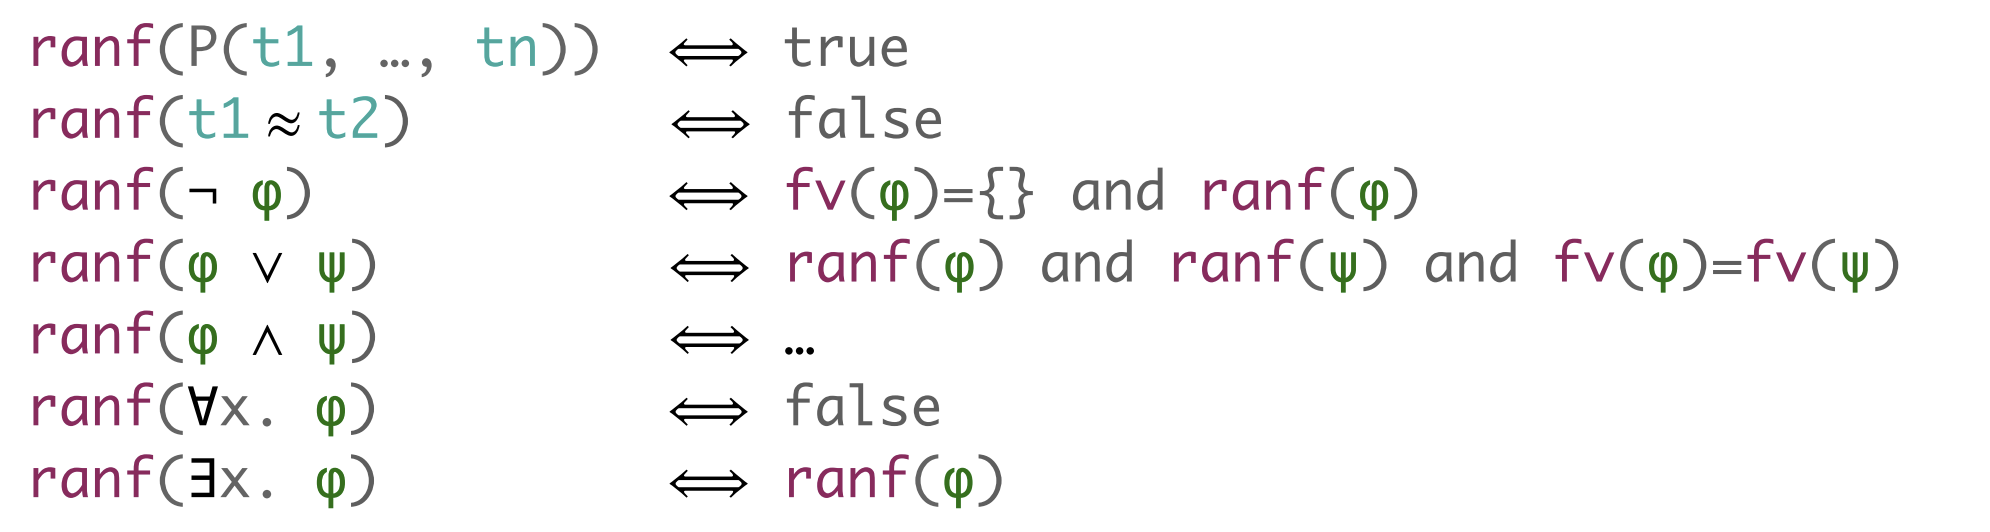 ranf(P(t1, …, tn)) ⟺ true
ranf(t1 ≈ t2) ⟺ false
ranf(¬ φ) ⟺ fv(φ)={} and ranf(φ)
ranf(φ ∨ ψ) ⟺ ranf(φ) and ranf(ψ) and fv(φ)=fv(ψ)
ranf(φ ∧ ψ) ⟺ …
ranf(∀x. φ) ⟺ false
ranf(∃x. φ) ⟺ ranf(φ)